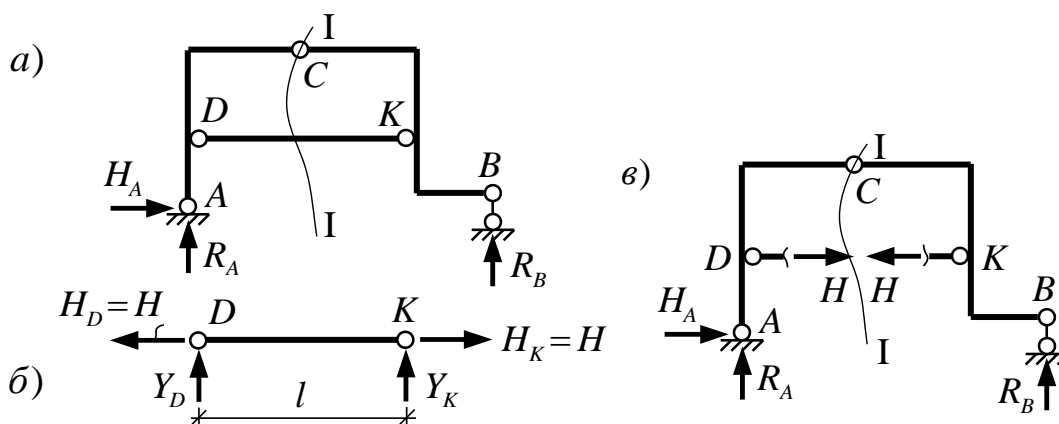 а)
I
C
D
K
H_A
A
B
I
R_A
R_B
H_D = H
D
K
H_K = H
б)
Y_D
l
Y_K
в)
I
C
D
H
H
K
H_A
A
B
I
R_A
R_B